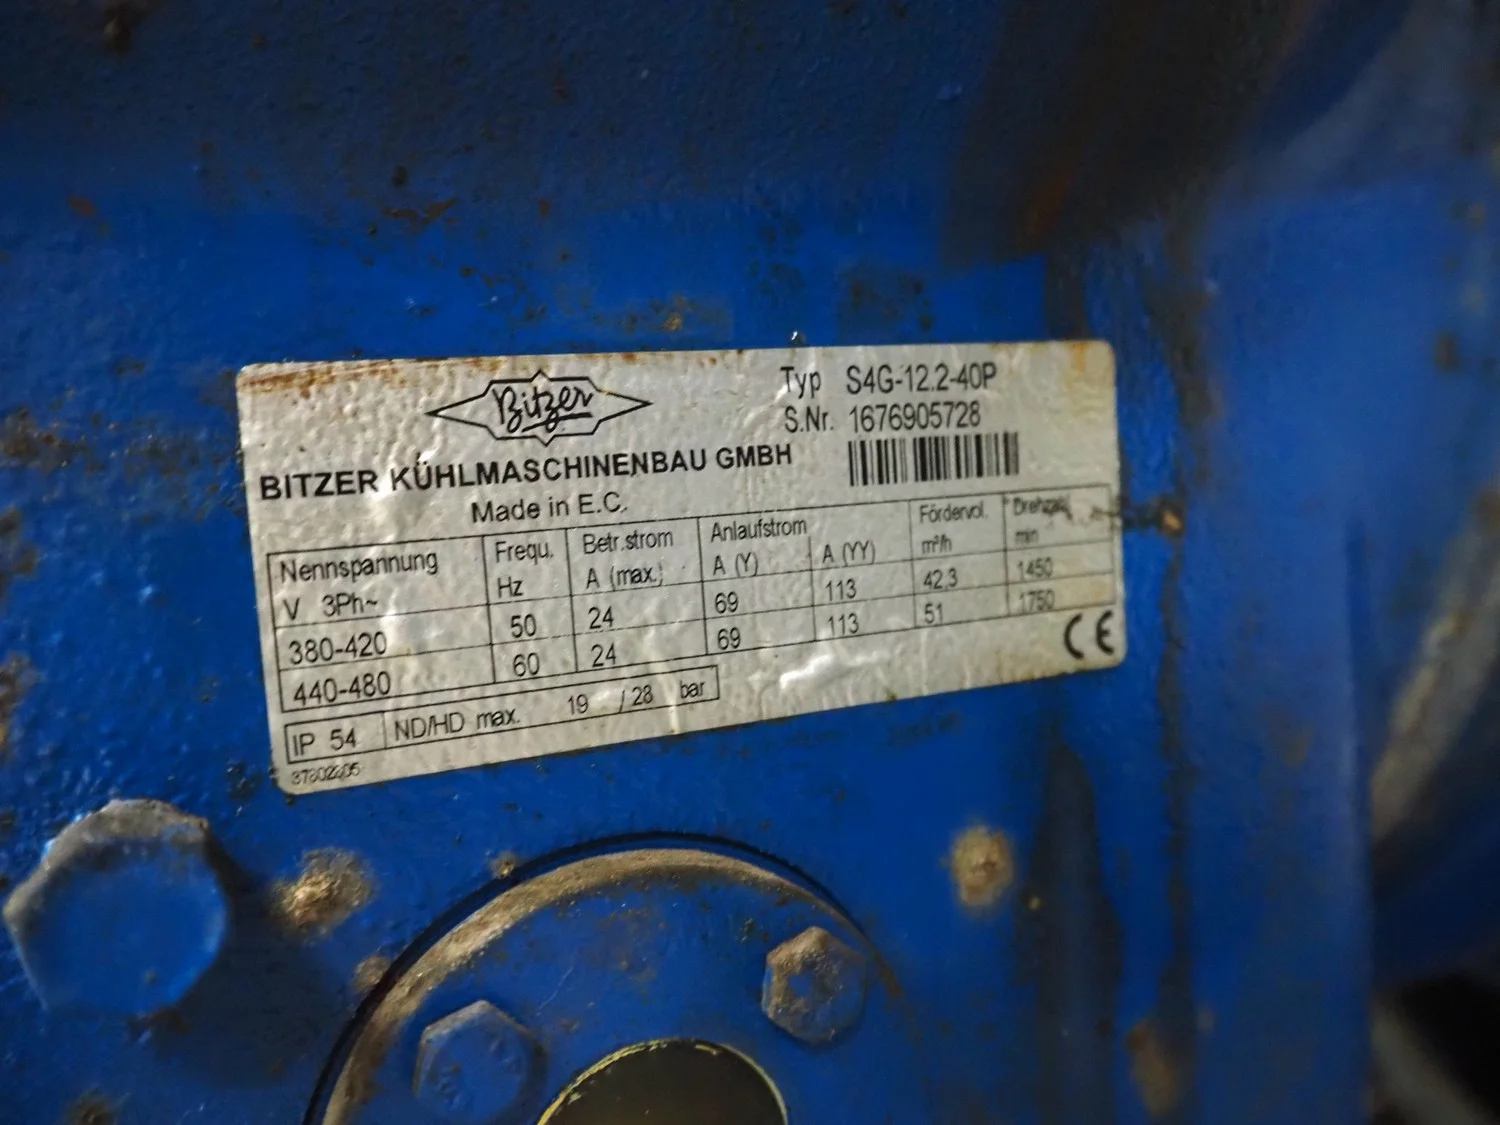 Bitzer
Typ S4G-12.2-40P
S.Nr. 1676905728
BITZER KÜHLMASCHINENBAU GMBH
Made in E.C.
Nennspannung Frequ. Betr.strom Anlaufstrom Fördervol. Drehzahl
V 3Ph~ Hz A (max.) A (Y) A (YY) m³/h min
380-420 50 24 69 113 42,3 1450
440-480 60 24 69 113 51 1750
IP 54 ND/HD max. 19 / 28 bar
CE